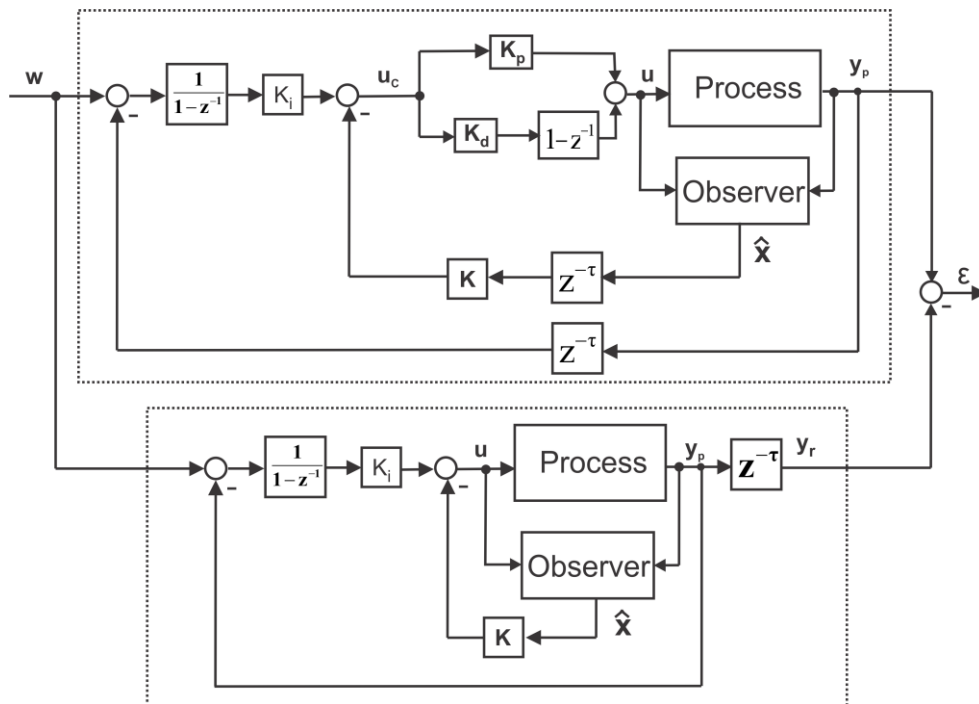 w
1
1−z⁻¹
Kᵢ
u_c
K_p
K_d
1−z⁻¹
u
Process
y_p
Observer
x̂
z^−τ
K
z^−τ
ε
-
-
-
1
1−z⁻¹
Kᵢ
u
Process
y_p
z^−τ
y_r
Observer
x̂
K
-
-